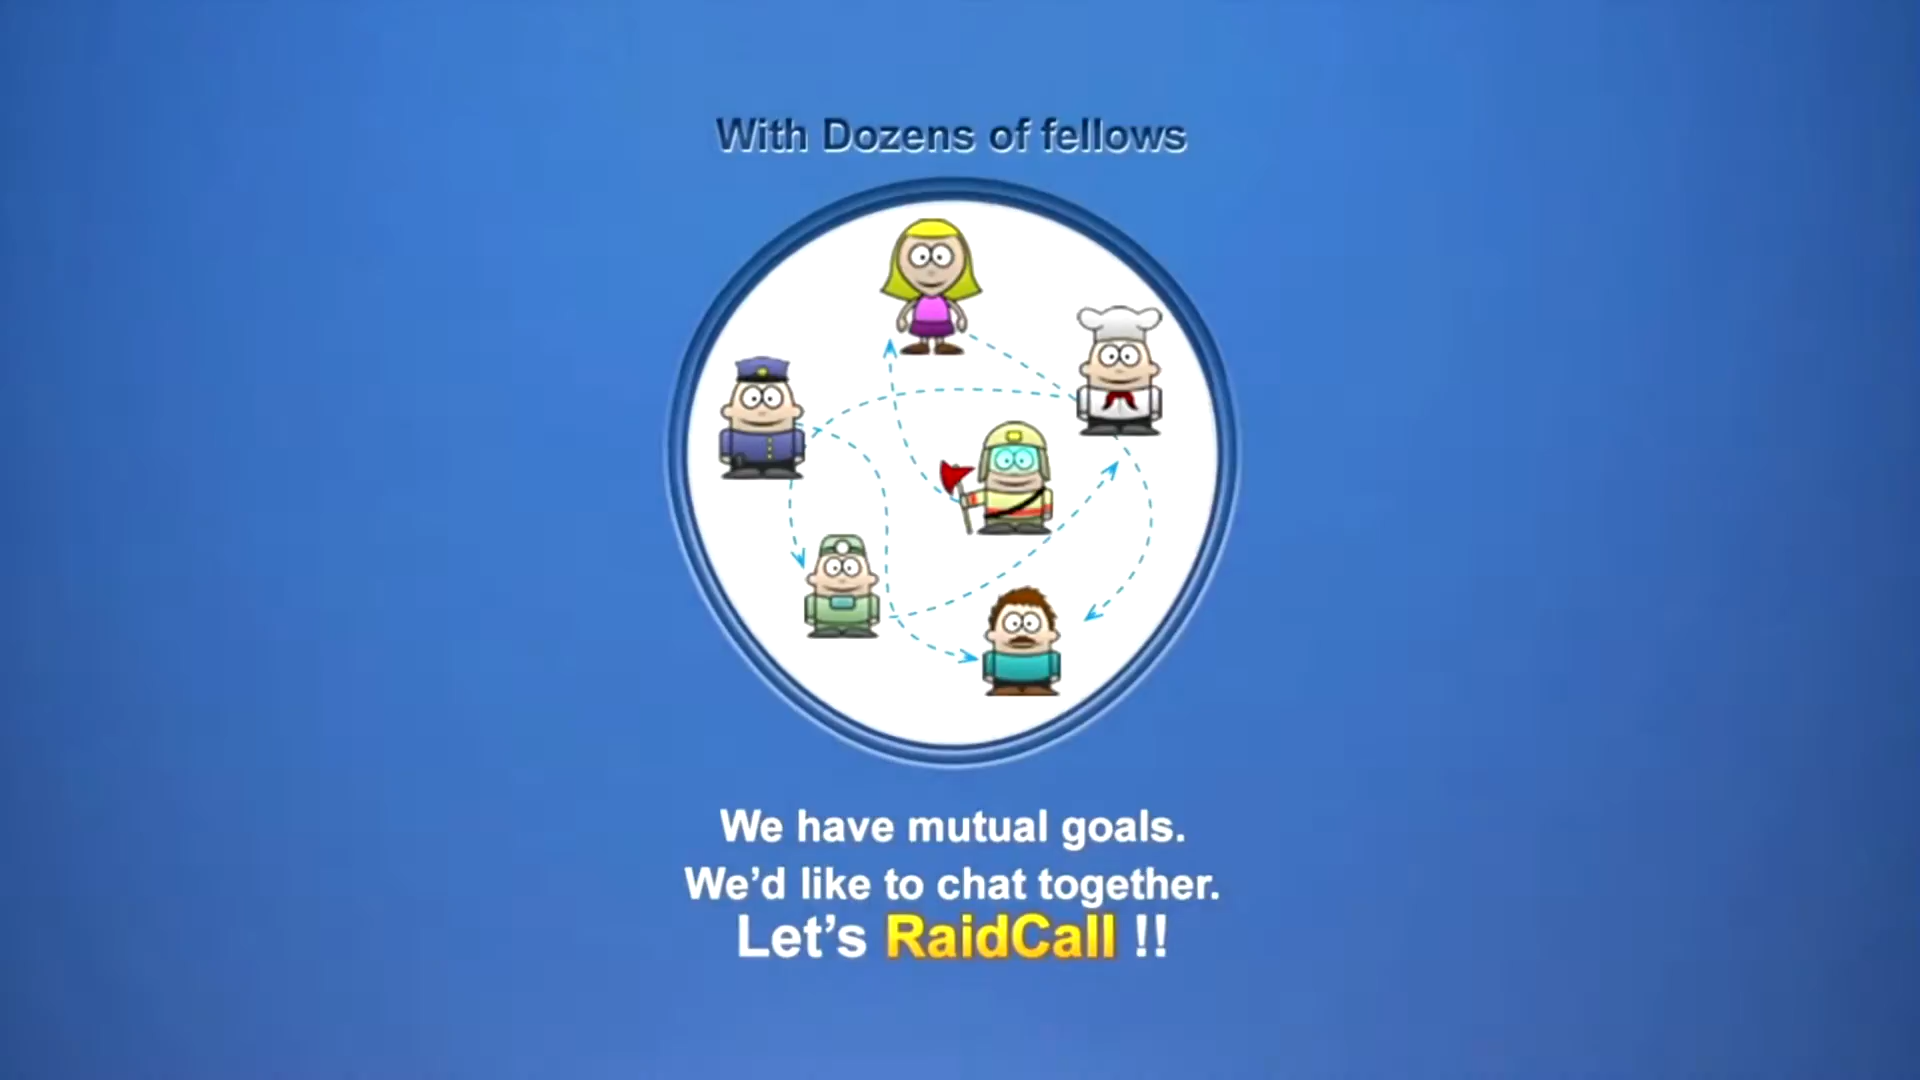 With Dozens of fellows
We have mutual goals.
We’d like to chat together.
Let’s RaidCall !!